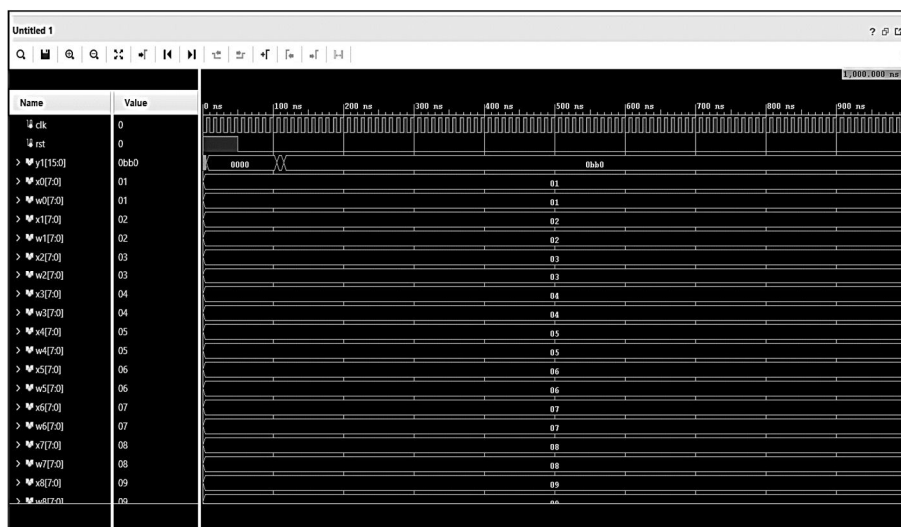 Untitled 1
?
1,000.000 ns
Name Value 0 ns 100 ns 200 ns 300 ns 400 ns 500 ns 600 ns 700 ns 800 ns 900 ns
clk 0
rst 0
y1[15:0] 0bb0 0000 0bb0
x0[7:0] 01 01
w0[7:0] 01 01
x1[7:0] 02 02
w1[7:0] 02 02
x2[7:0] 03 03
w2[7:0] 03 03
x3[7:0] 04 04
w3[7:0] 04 04
x4[7:0] 05 05
w4[7:0] 05 05
x5[7:0] 06 06
w5[7:0] 06 06
x6[7:0] 07 07
w6[7:0] 07 07
x7[7:0] 08 08
w7[7:0] 08 08
x8[7:0] 09 09
w8[7:0] 09 09